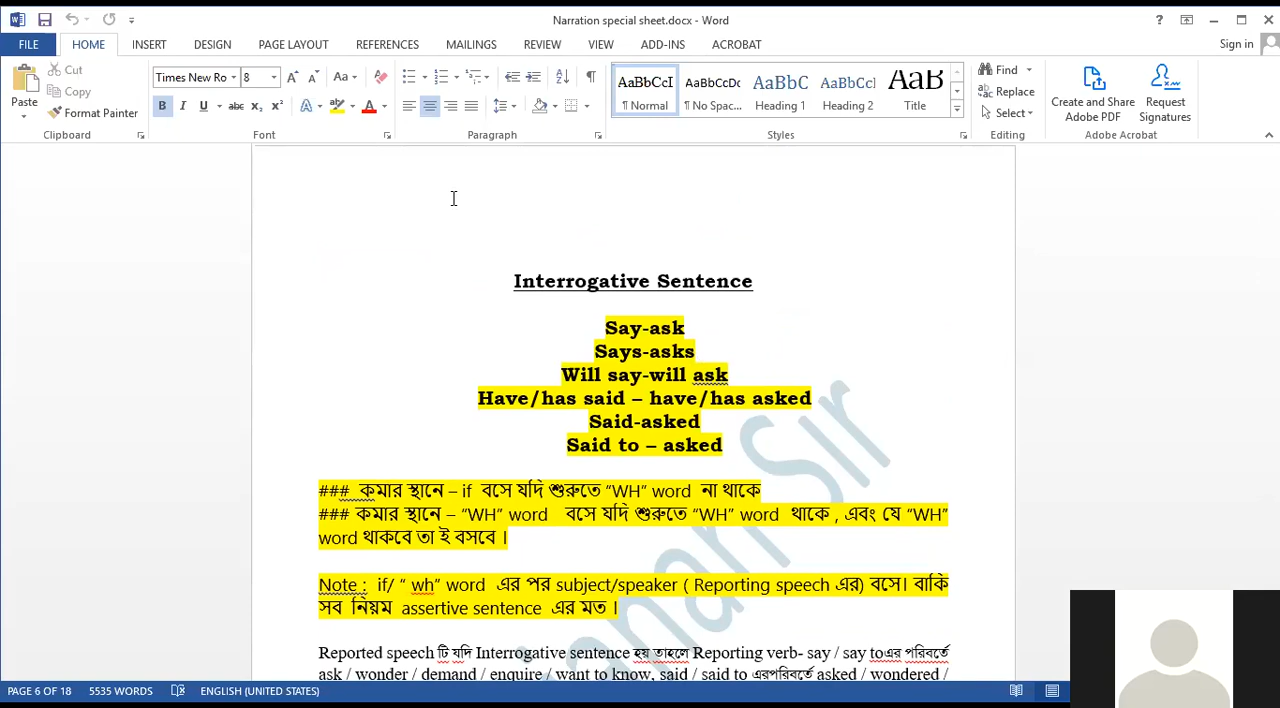 Narration special sheet.docx - Word
Sign in
FILE HOME INSERT DESIGN PAGE LAYOUT REFERENCES MAILINGS REVIEW VIEW ADD-INS ACROBAT
Paste
Cut
Copy
Format Painter
Times New Ro 8
AaBbCcI AaBbCcDc AaBbC AaBbCcI AaB
¶ Normal ¶ No Spac... Heading 1 Heading 2 Title
Find
Replace
Select
Create and Share Adobe PDF
Request Signatures
Clipboard Font Paragraph Styles Editing Adobe Acrobat
Interrogative Sentence
Say-ask
Says-asks
Will say-will ask
Have/has said – have/has asked
Said-asked
Said to – asked
### কমার স্থানে – if বসে যদি শুরুতে “WH” word না থাকে
### কমার স্থানে – “WH” word বসে যদি শুরুতে “WH” word থাকে , এবং যে “WH”
word থাকবে তা ই বসবে ।
Note : if/ “ wh” word এর পর subject/speaker ( Reporting speech এর) বসে। বাকি
সব নিয়ম assertive sentence এর মত ।
Reported speech টি যদি Interrogative sentence হয় তাহলে Reporting verb- say / say toএর পরিবর্তে
ask / wonder / demand / enquire / want to know, said / said to এরপরিবর্তে asked / wondered /
PAGE 6 OF 18 5535 WORDS ENGLISH (UNITED STATES)